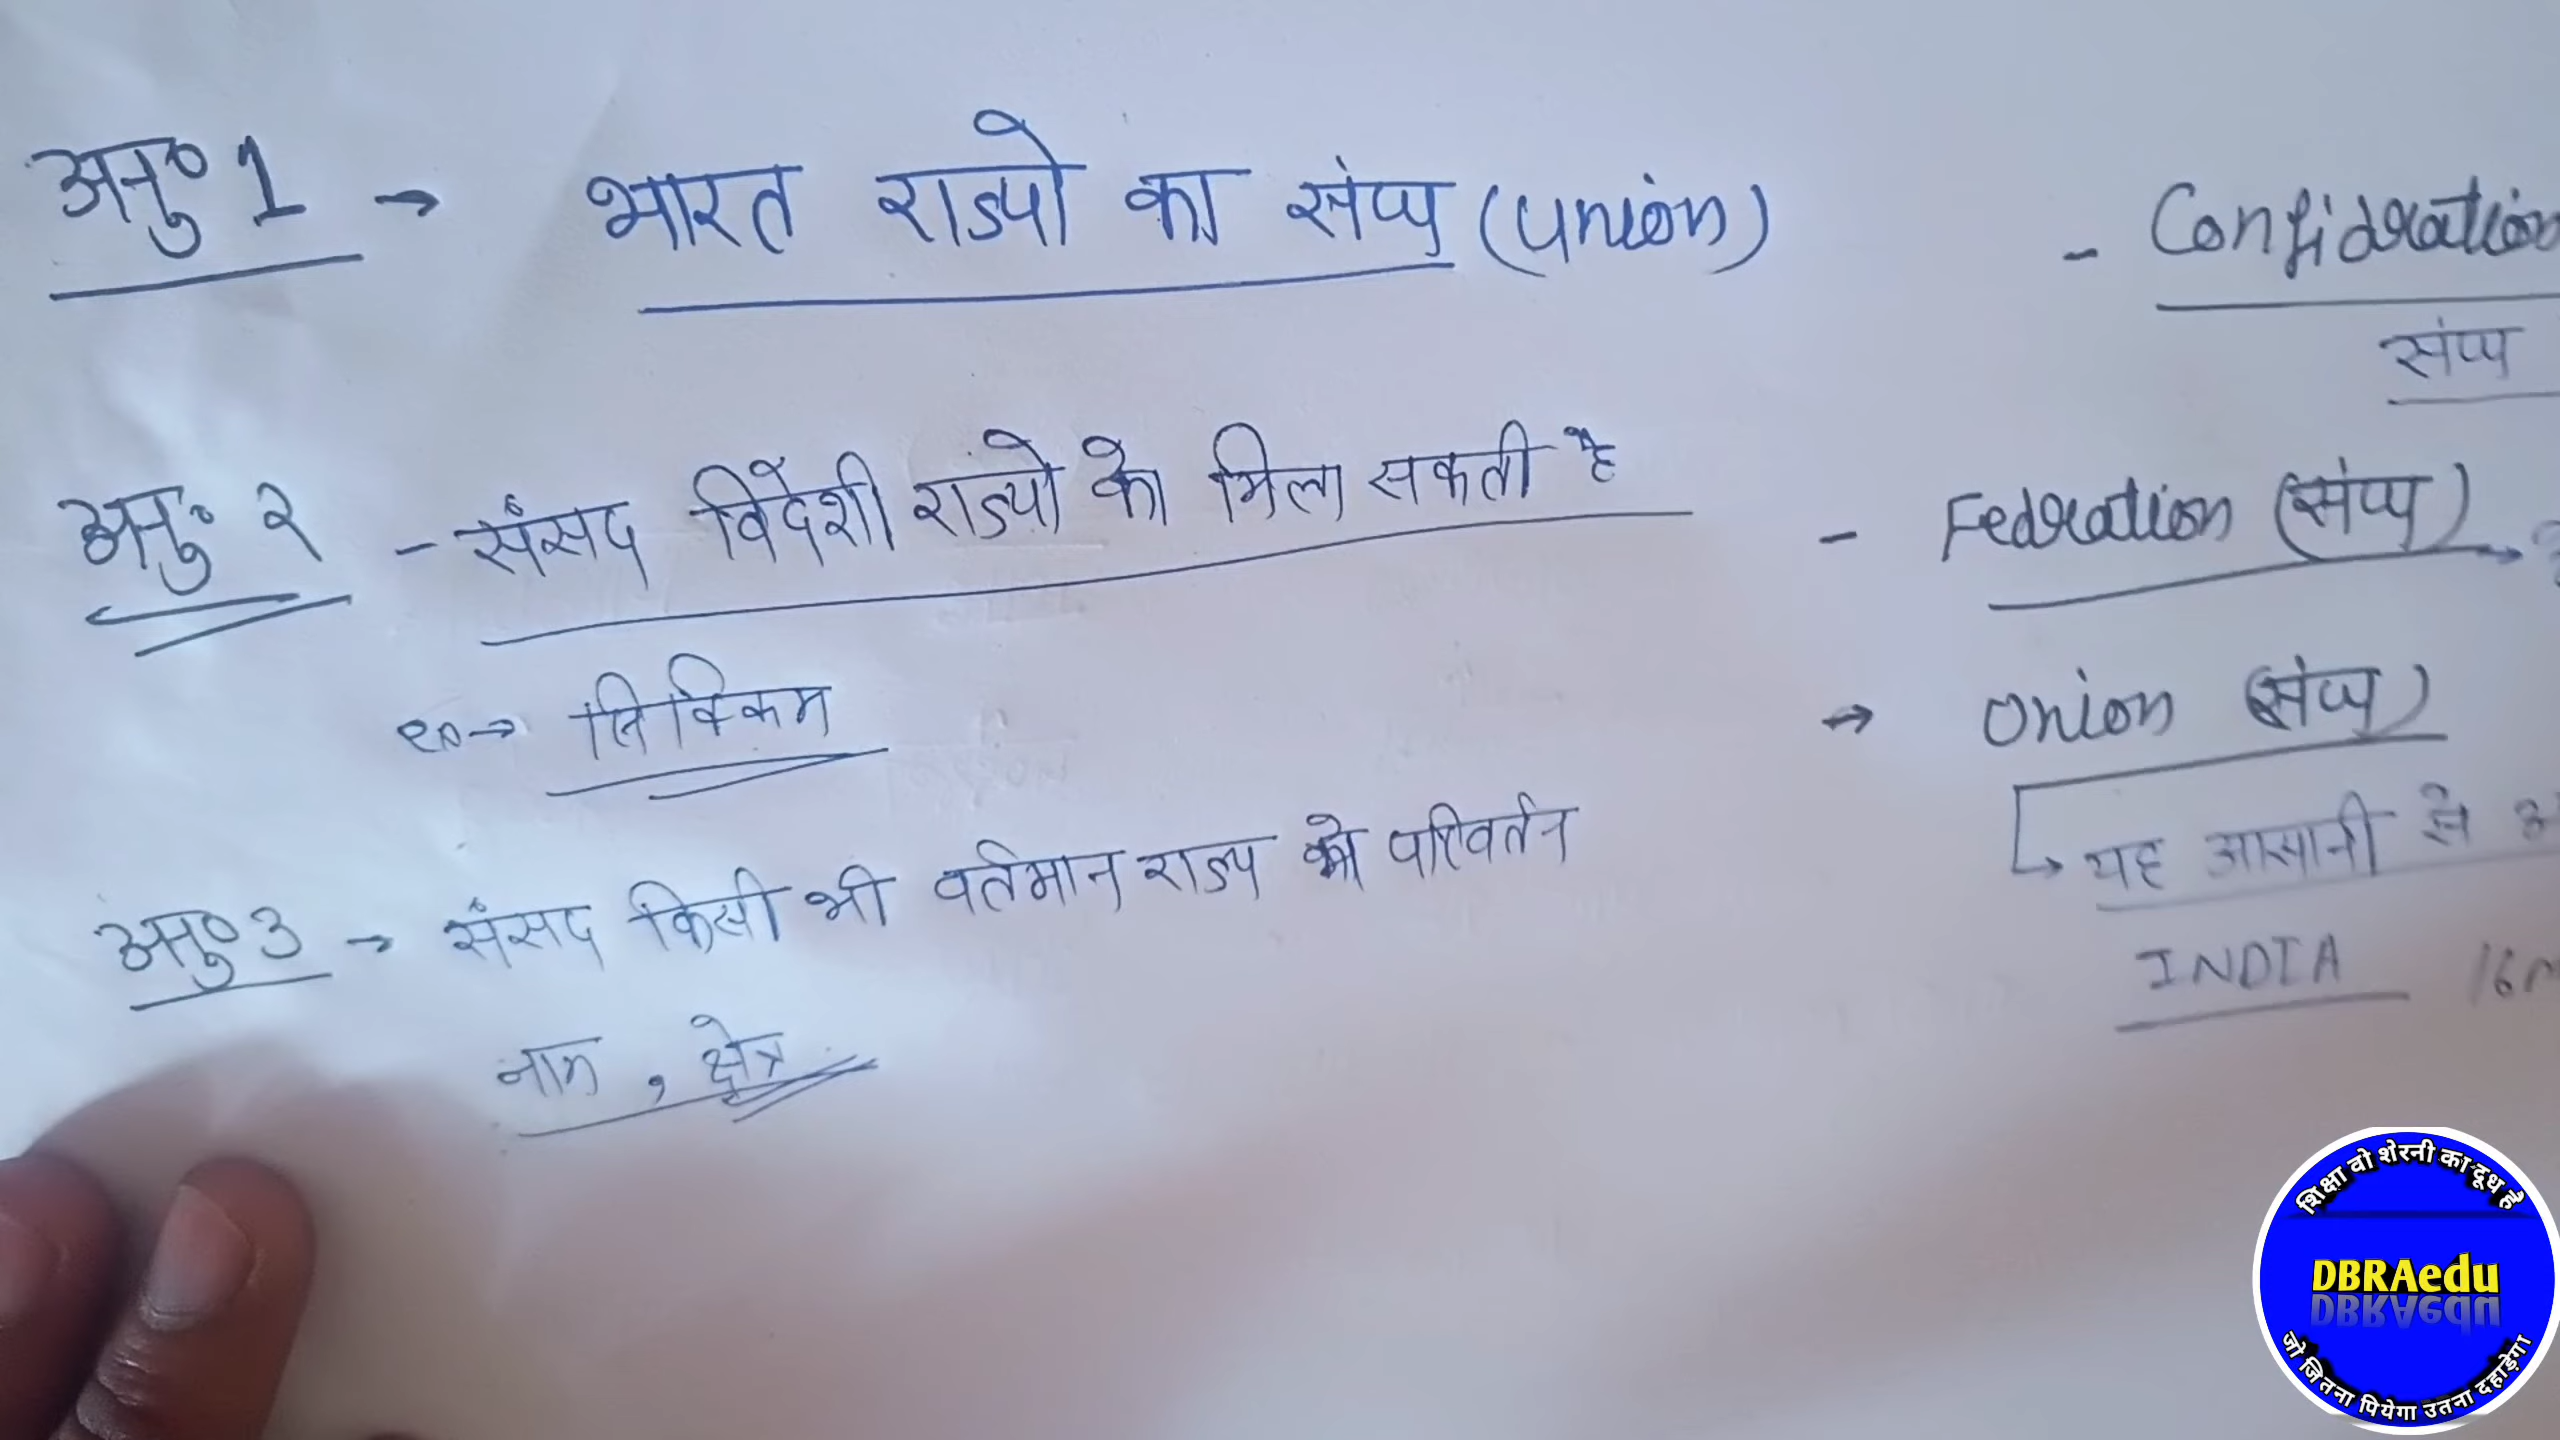 अनु० 1 → भारत राज्यो का संघ (Union)
अनु० २ - संसद विदेशी राज्यो को मिला सकती है
ex → सिक्किम
अनु० 3 → संसद किसी भी वर्तमान राज्य को परिवर्तन
नाम , क्षेत्र
- Confidration
संघ
- Fedration (संघ) →
→ Union (संघ)
↳ यह आसानी से
INDIA
शिक्षा वो शेरनी का दूध है
DBRAedu
जो जितना पियेगा उतना दहाड़ेगा